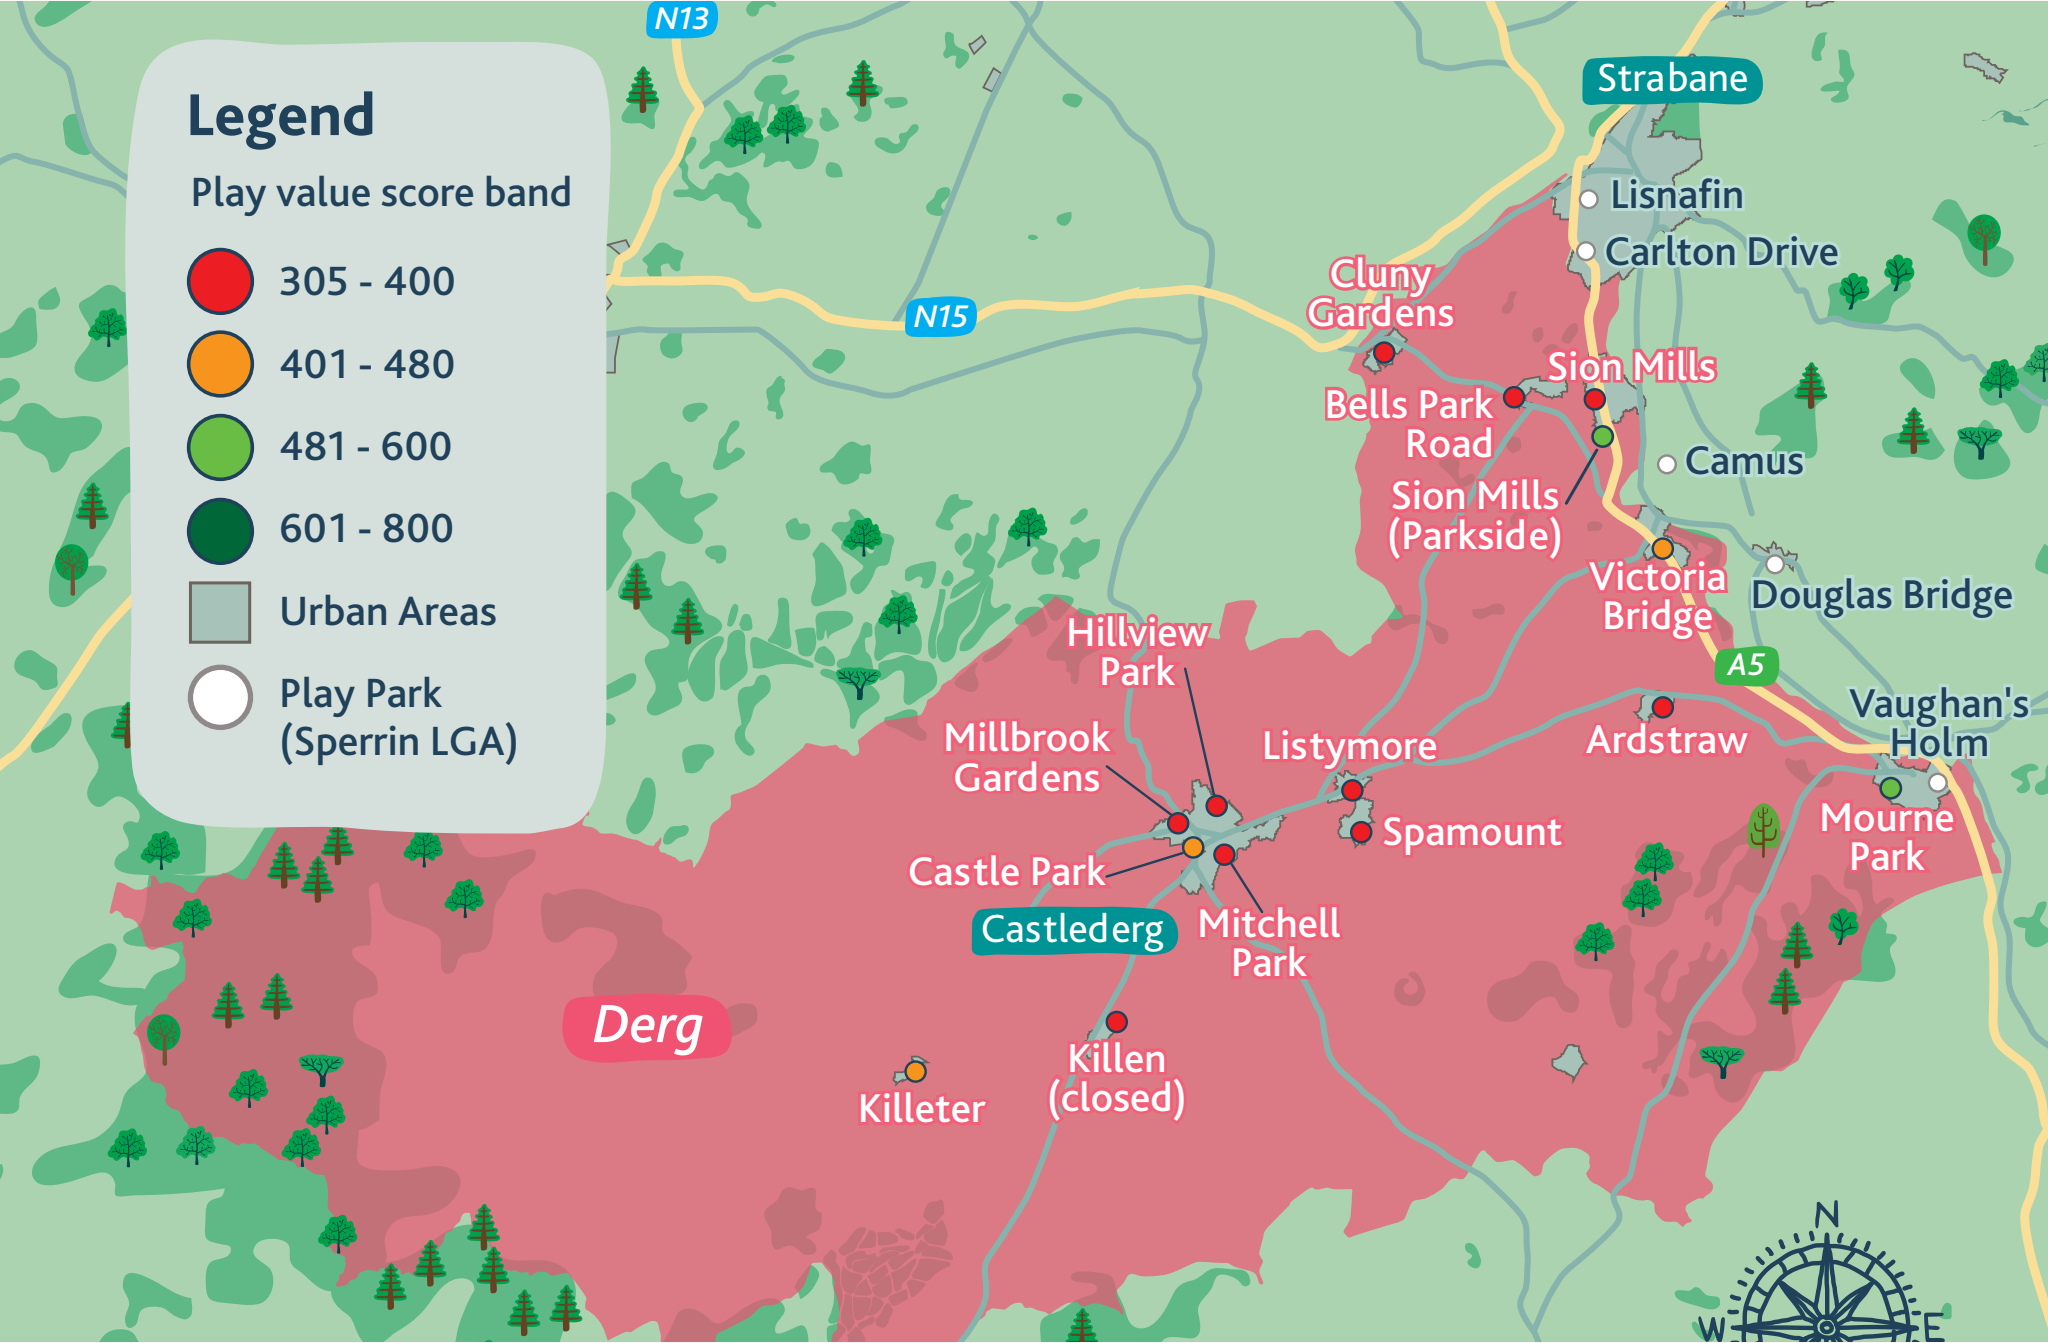 Legend
Play value score band
305 - 400
401 - 480
481 - 600
601 - 800
Urban Areas
Play Park
(Sperrin LGA)
N13
N15
Strabane
Lisnafin
Carlton Drive
Cluny
Gardens
Sion Mills
Bells Park
Road
Camus
Sion Mills
(Parkside)
Victoria
Bridge
Douglas Bridge
A5
Hillview
Park
Vaughan's
Holm
Millbrook
Gardens
Listymore
Ardstraw
Spamount
Mourne
Park
Castle Park
Castlederg
Mitchell
Park
Derg
Killen
(closed)
Killeter
N
W
E